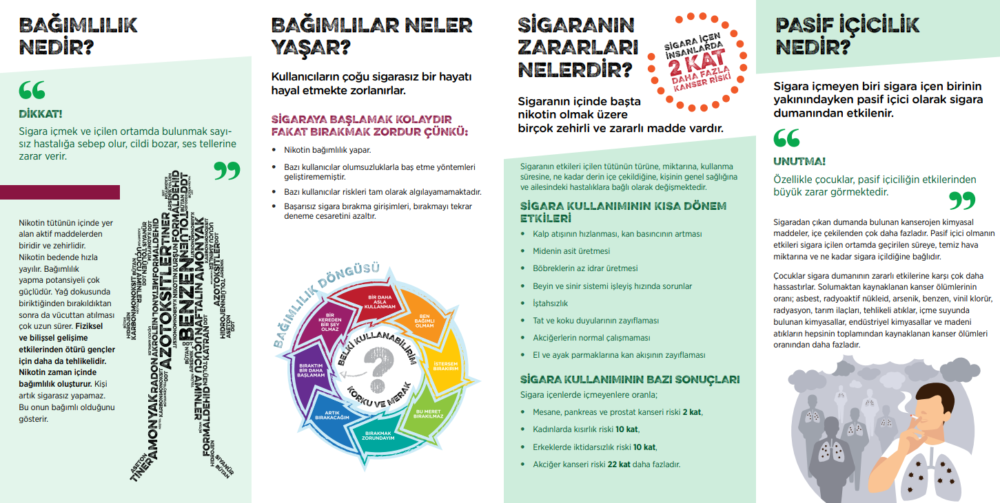 BAĞIMLILIK
NEDİR?
DİKKAT!
Sigara içmek ve içilen ortamda bulunmak sayı-
sız hastalığa sebep olur, cildi bozar, ses tellerine
zarar verir.
Nikotin tütünün içinde yer
alan aktif maddelerden
biridir ve zehirlidir.
Nikotin bedende hızla
yayılır. Bağımlılık
yapma potansiyeli çok
güçlüdür. Yağ dokusunda
biriktiğinden bırakıldıktan
sonra da vücuttan atılması
çok uzun sürer. Fiziksel
ve bilişsel gelişime
etkilerinden ötürü gençler
için daha da tehlikelidir.
Nikotin zaman içinde
bağımlılık oluşturur. Kişi
artık sigarasız yapamaz.
Bu onun bağımlı olduğunu
gösterir.
AZOTOKSİTLER
TİNER
BENZEN
TOLÜEN
DDT
FORMALDEHİD
AMONYAK
RADON
AKROLEİN
NAFTALİN
UÇUCU AMİNLER
KATRAN
FORMALDEHİD
AMONYAK
ASETON
TİNER
HİDROJEN
SİYANÜR
BÜTAN
BAĞIMLILAR NELER
YAŞAR?
Kullanıcıların çoğu sigarasız bir hayatı
hayal etmekte zorlanırlar.
SİGARAYA BAŞLAMAK KOLAYDIR
FAKAT BIRAKMAK ZORDUR ÇÜNKÜ:
• Nikotin bağımlılık yapar.
• Bazı kullanıcılar olumsuzluklarla baş etme yöntemleri
geliştirememiştir.
• Bazı kullanıcılar riskleri tam olarak algılayamamaktadır.
• Başarısız sigara bırakma girişimleri, bırakmayı tekrar
deneme cesaretini azaltır.
BAĞIMLILIK DÖNGÜSÜ
BİR DAHA
ASLA
KULLANMAM
BEN
BAĞIMLI
OLMAM
İSTERSEM
BIRAKIRIM
BU MERET
BIRAKILMAZ
BIRAKMAK
ZORUNDAYIM
ARTIK
BIRAKACAĞIM
BIRAKTIM
BİR DAHA
BAŞLAMAM
BİR
KEREDEN
BİR ŞEY
OLMAZ
BELKİ KULLANABİLİRİM
?
KORKU VE MERAK
SİGARANIN
ZARARLARI
NELERDİR?
SİGARA İÇEN
İNSANLARDA
2 KAT
DAHA FAZLA
KANSER RİSKİ
Sigaranın içinde başta
nikotin olmak üzere
birçok zehirli ve zararlı madde vardır.
Sigaranın etkileri içilen tütünün türüne, miktarına, kullanma
süresine, ne kadar derin içe çekildiğine, kişinin genel sağlığına
ve ailesindeki hastalıklara bağlı olarak değişmektedir.
SİGARA KULLANIMININ KISA DÖNEM
ETKİLERİ
• Kalp atışının hızlanması, kan basıncının artması
• Midenin asit üretmesi
• Böbreklerin az idrar üretmesi
• Beyin ve sinir sistemi işleyiş hızında sorunlar
• İştahsızlık
• Tat ve koku duyularının zayıflaması
• Akciğerlerin normal çalışmaması
• El ve ayak parmaklarına kan akışının zayıflaması
SİGARA KULLANIMININ BAZI SONUÇLARI
Sigara içenlerde içmeyenlere oranla;
• Mesane, pankreas ve prostat kanseri riski 2 kat,
• Kadınlarda kısırlık riski 10 kat,
• Erkeklerde iktidarsızlık riski 10 kat,
• Akciğer kanseri riski 22 kat daha fazladır.
PASİF İÇİCİLİK
NEDİR?
Sigara içmeyen biri sigara içen birinin
yakınındayken pasif içici olarak sigara
dumanından etkilenir.
UNUTMA!
Özellikle çocuklar, pasif içiciliğin etkilerinden
büyük zarar görmektedir.
Sigaradan çıkan dumanda bulunan kanserojen kimyasal
maddeler, içe çekilenden çok daha fazladır. Pasif içici olmanın
etkileri sigara içilen ortamda geçirilen süreye, temiz hava
miktarına ve ne kadar sigara içildiğine bağlıdır.
Çocuklar sigara dumanının zararlı etkilerine karşı çok daha
hassastırlar. Solumaktan kaynaklanan kanser ölümlerinin
oranı; asbest, radyoaktif nükleid, arsenik, benzen, vinil klorür,
radyasyon, tarım ilaçları, tehlikeli atıklar, içme suyunda
bulunan kimyasallar, endüstriyel kimyasallar ve madeni
atıkların hepsinin toplamından kaynaklanan kanser ölümleri
oranından daha fazladır.